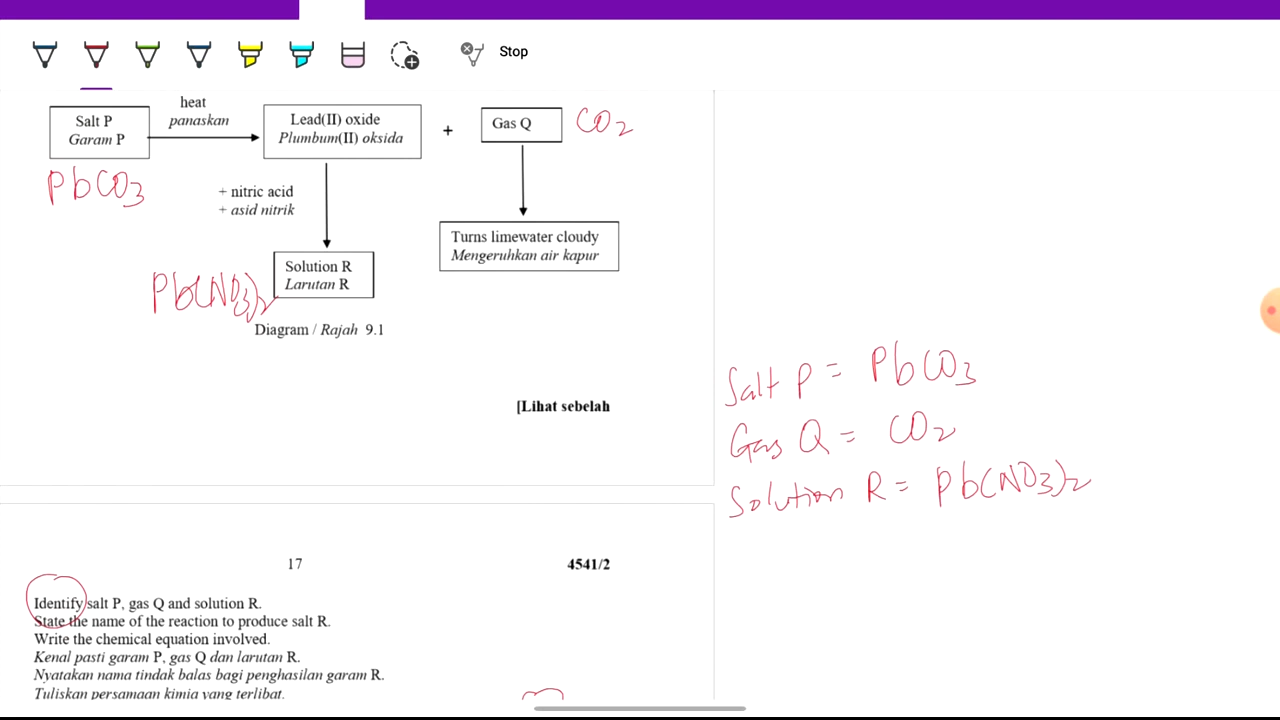 Stop
heat
panaskan
Salt P
Garam P
Lead(II) oxide
Plumbum(II) oksida
+
Gas Q
CO2
PbCO3
+ nitric acid
+ asid nitrik
Turns limewater cloudy
Mengeruhkan air kapur
Solution R
Larutan R
Pb(NO3)2
Diagram / Rajah 9.1
[Lihat sebelah
Salt P = PbCO3
Gas Q = CO2
Solution R = Pb(NO3)2
17
4541/2
Identify salt P, gas Q and solution R.
State the name of the reaction to produce salt R.
Write the chemical equation involved.
Kenal pasti garam P, gas Q dan larutan R.
Nyatakan nama tindak balas bagi penghasilan garam R.
Tuliskan persamaan kimia yang terlibat.